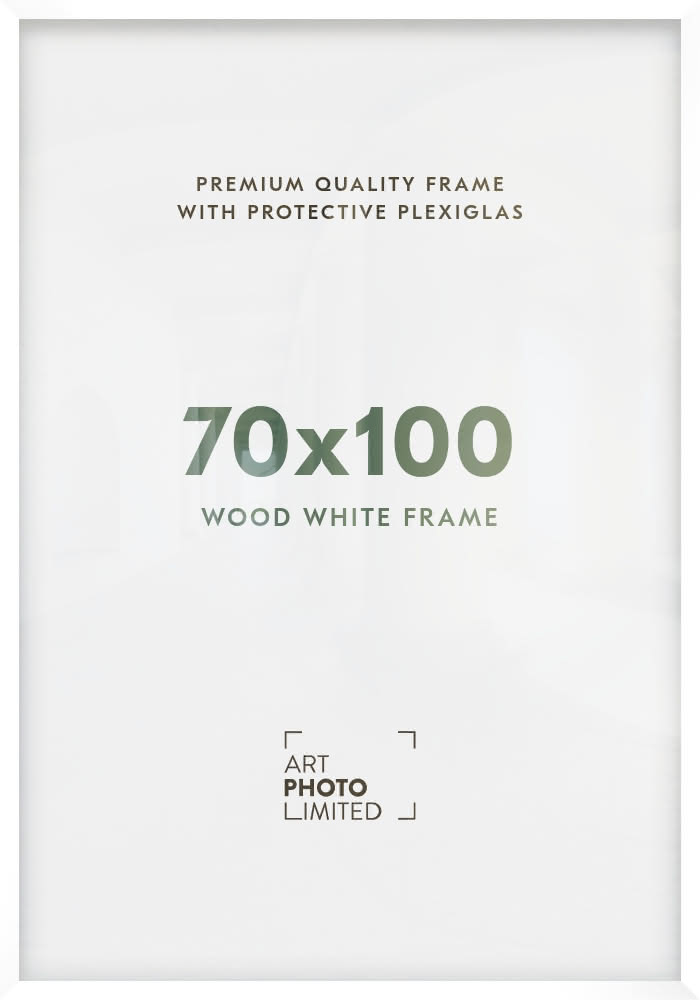 PREMIUM QUALITY FRAME
WITH PROTECTIVE PLEXIGLAS
70x100
WOOD WHITE FRAME
ART
PHOTO
LIMITED